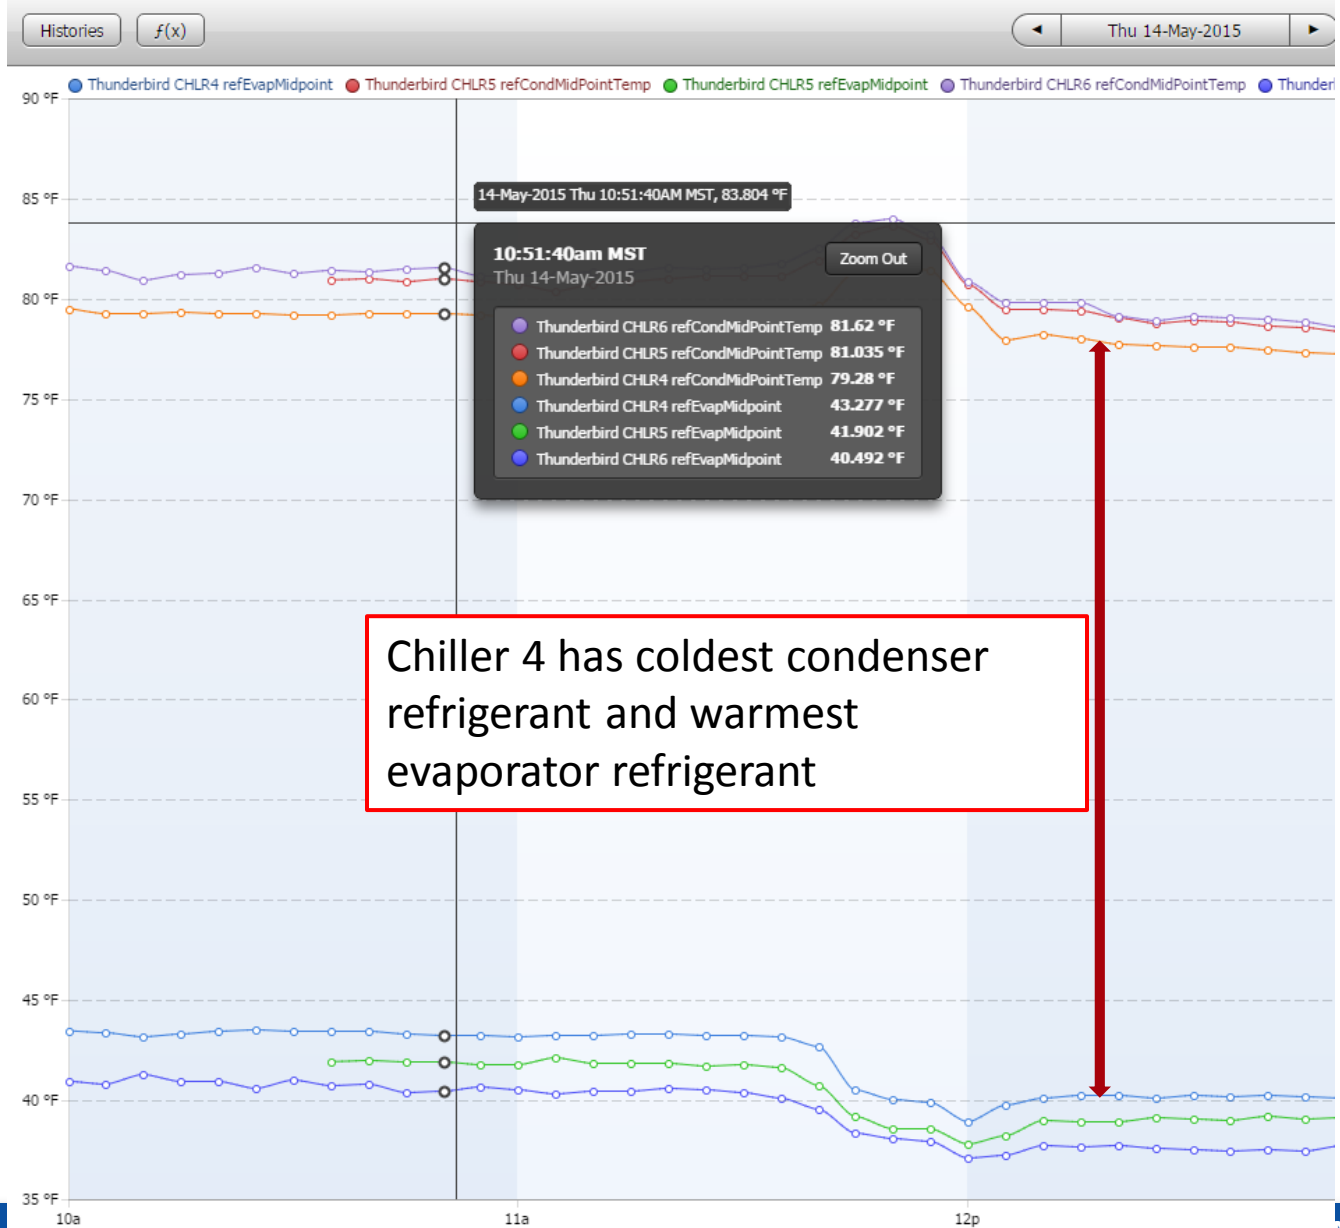 Histories
f(x)
◄ Thu 14-May-2015 ►
Thunderbird CHLR4 refEvapMidpoint Thunderbird CHLR5 refCondMidPointTemp Thunderbird CHLR5 refEvapMidpoint Thunderbird CHLR6 refCondMidPointTemp
90 °F
85 °F
14-May-2015 Thu 10:51:40AM MST, 83.804 °F
10:51:40am MST
Zoom Out
Thu 14-May-2015
80 °F
Thunderbird CHLR6 refCondMidPointTemp 81.62 °F
Thunderbird CHLR5 refCondMidPointTemp 81.035 °F
Thunderbird CHLR4 refCondMidPointTemp 79.28 °F
Thunderbird CHLR4 refEvapMidpoint 43.277 °F
Thunderbird CHLR5 refEvapMidpoint 41.902 °F
Thunderbird CHLR6 refEvapMidpoint 40.492 °F
75 °F
70 °F
65 °F
Chiller 4 has coldest condenser
refrigerant and warmest
evaporator refrigerant
60 °F
55 °F
50 °F
45 °F
40 °F
35 °F
10a
11a
12p